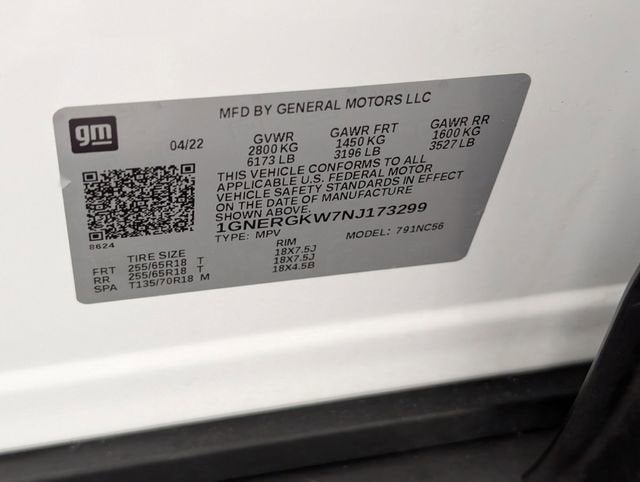 MFD BY GENERAL MOTORS LLC
gm
04/22 GVWR GAWR FRT GAWR RR
2800 KG 1450 KG 1600 KG
6173 LB 3196 LB 3527 LB
THIS VEHICLE CONFORMS TO ALL
APPLICABLE U.S. FEDERAL MOTOR
VEHICLE SAFETY STANDARDS IN EFFECT
ON THE DATE OF MANUFACTURE
SHOWN ABOVE.
1GNERGKW7NJ173299
8624
TYPE: MPV MODEL: 791NC56
TIRE SIZE RIM
FRT 255/65R18 T 18X7.5J
RR 255/65R18 T 18X7.5J
SPA T135/70R18 M 18X4.5B